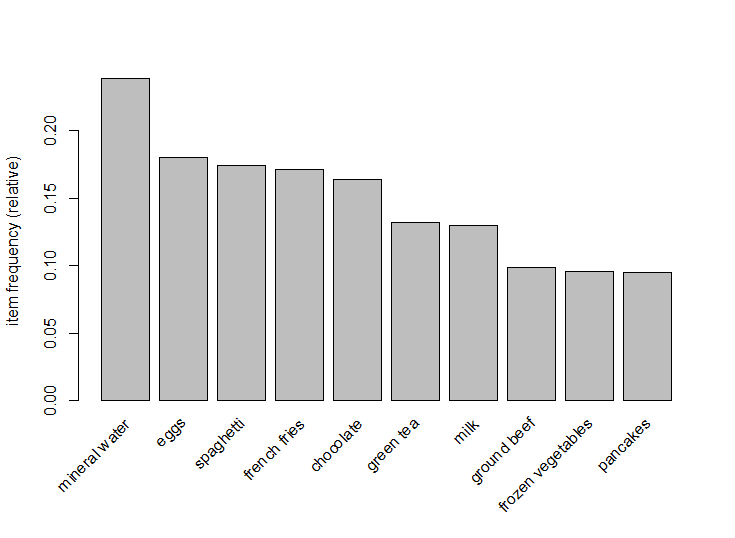 item frequency (relative)
0.20
0.15
0.10
0.05
0.00
mineral water
eggs
spaghetti
french fries
chocolate
green tea
milk
ground beef
frozen vegetables
pancakes